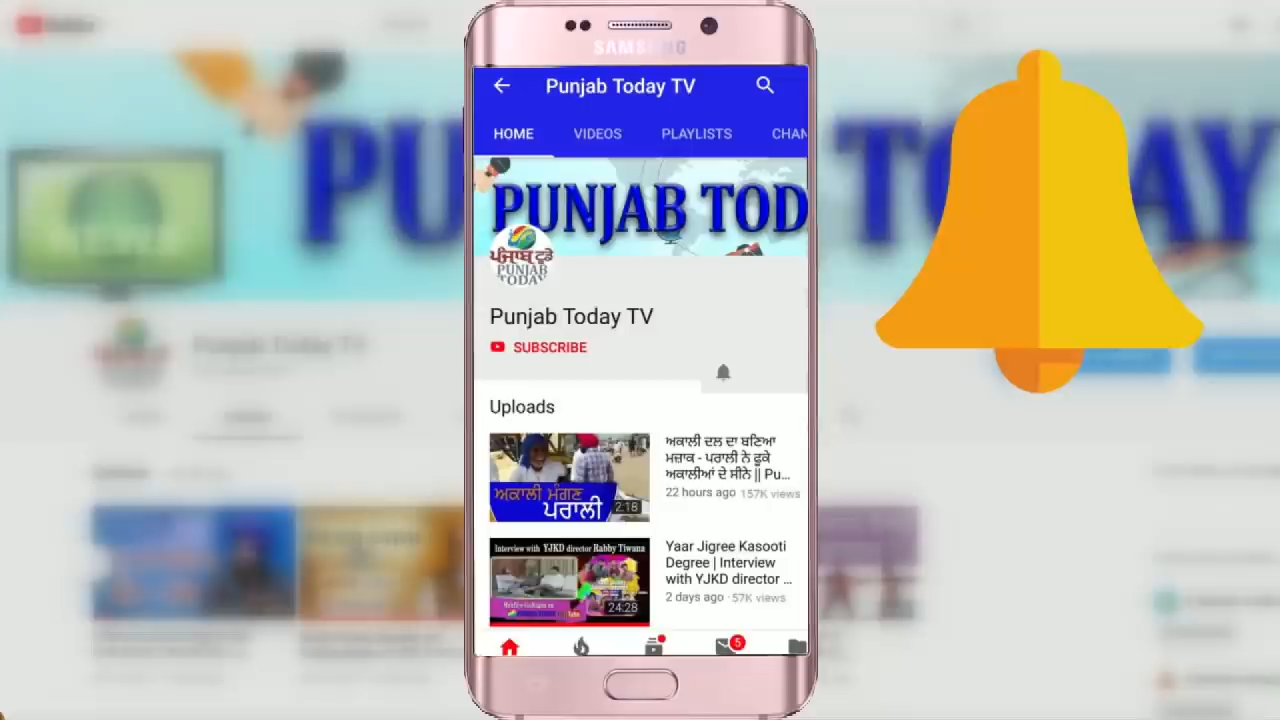 SAMSUNG
Punjab Today TV
HOME VIDEOS PLAYLISTS CHAN
PUNJAB TOD
ਪੰਜਾਬ ਟੂਡੇ
PUNJAB
TODAY
Punjab Today TV
SUBSCRIBE
Uploads
ਅਕਾਲੀ ਮੰਗਣ
ਪਰਾਲੀ
2:18
ਅਕਾਲੀ ਦਲ ਦਾ ਬਣਿਆ
ਮਜ਼ਾਕ - ਪਰਾਲੀ ਨੇ ਫੂਕੇ
ਅਕਾਲੀਆਂ ਦੇ ਸੀਨੇ || Pu...
22 hours ago 157K views
Interview with YJKD director Rabby Tiwana
24:28
Yaar Jigree Kasooti
Degree | Interview
with YJKD director ...
2 days ago · 57K views
5